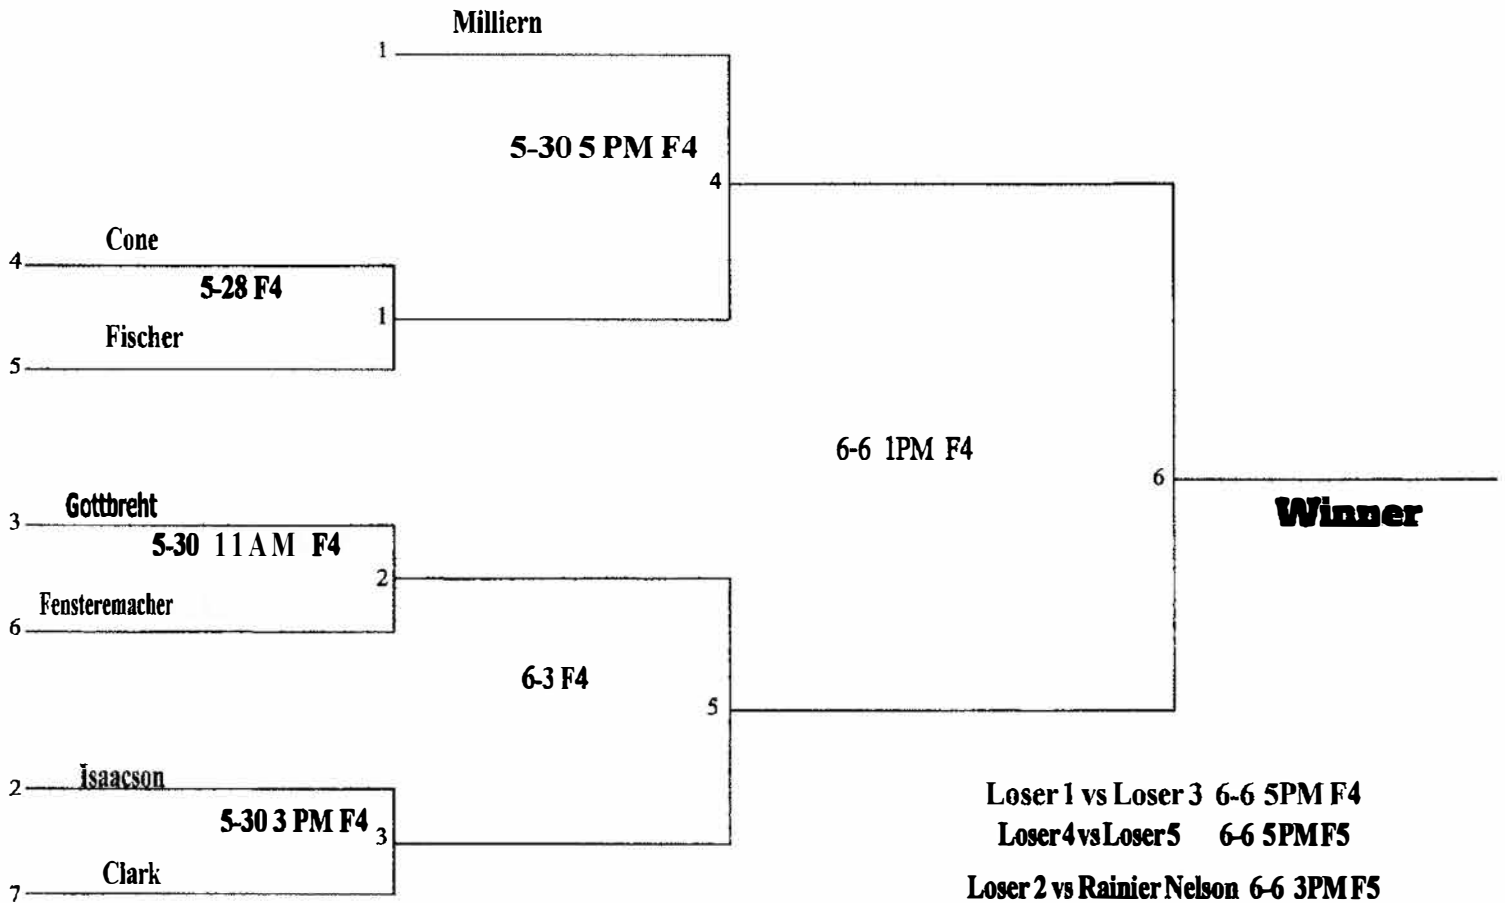 Milliern
1
5-30 5 PM F4
4
Cone
4
5-28 F4
1
Fischer
5
6-6 1PM F4
6
Winner
Gottbreht
3
5-30 11AM F4
2
Fensteremacher
6
6-3 F4
5
Isaacson
2
5-30 3 PM F4
3
Clark
7
Loser 1 vs Loser 3 6-6 5PM F4
Loser 4 vs Loser 5 6-6 5PM F5
Loser 2 vs Rainier Nelson 6-6 3PM F5